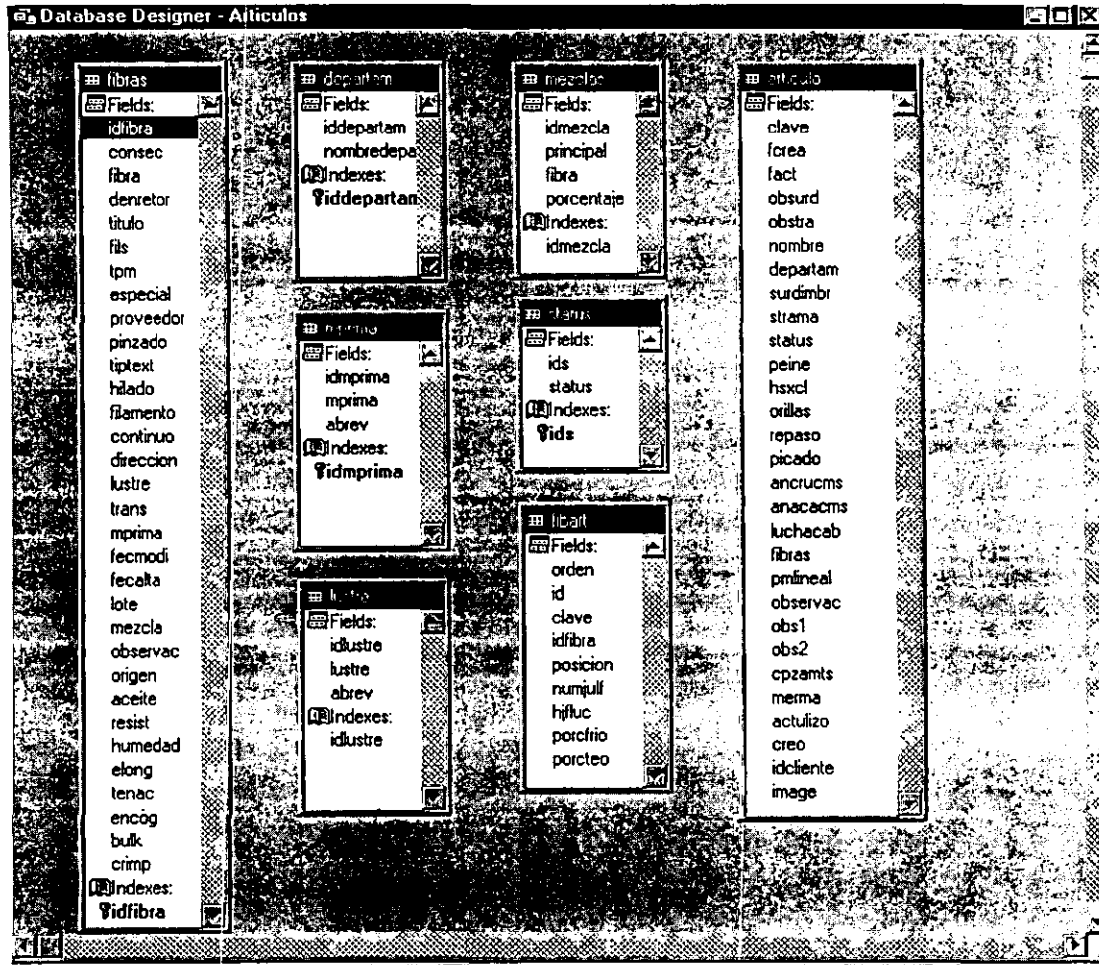 Database Designer - Articulos
fibras
Fields:
idfibra
consec
fibra
denretor
titulo
fils
tpm
especial
proveedor
pinzado
tiptext
hilado
filamento
continuo
direccion
lustre
trans
mprima
fecmodi
fecalta
lote
mezcla
observac
origen
aceite
resist
humedad
elong
tenac
encog
bulk
crimp
Indexes:
idfibra
departam
Fields:
iddepartam
nombredepa
Indexes:
iddepartam
mprima
Fields:
idmprima
mprima
abrev
Indexes:
idmprima
lustre
Fields:
idlustre
lustre
abrev
Indexes:
idlustre
mezclas
Fields:
idmezcla
principal
fibra
porcentaje
Indexes:
idmezcla
status
Fields:
ids
status
Indexes:
ids
fibart
Fields:
orden
id
clave
idfibra
posicion
numjulf
hjfluc
porcfrio
porcteo
articulo
Fields:
clave
fcrea
fact
obsurd
obstra
nombre
departam
surdimbr
strama
status
peine
hsxcl
orillas
repaso
picado
ancrucms
anacacms
luchacab
fibras
pmlineal
observac
obs1
obs2
cpzamts
merma
actulizo
creo
idcliente
image